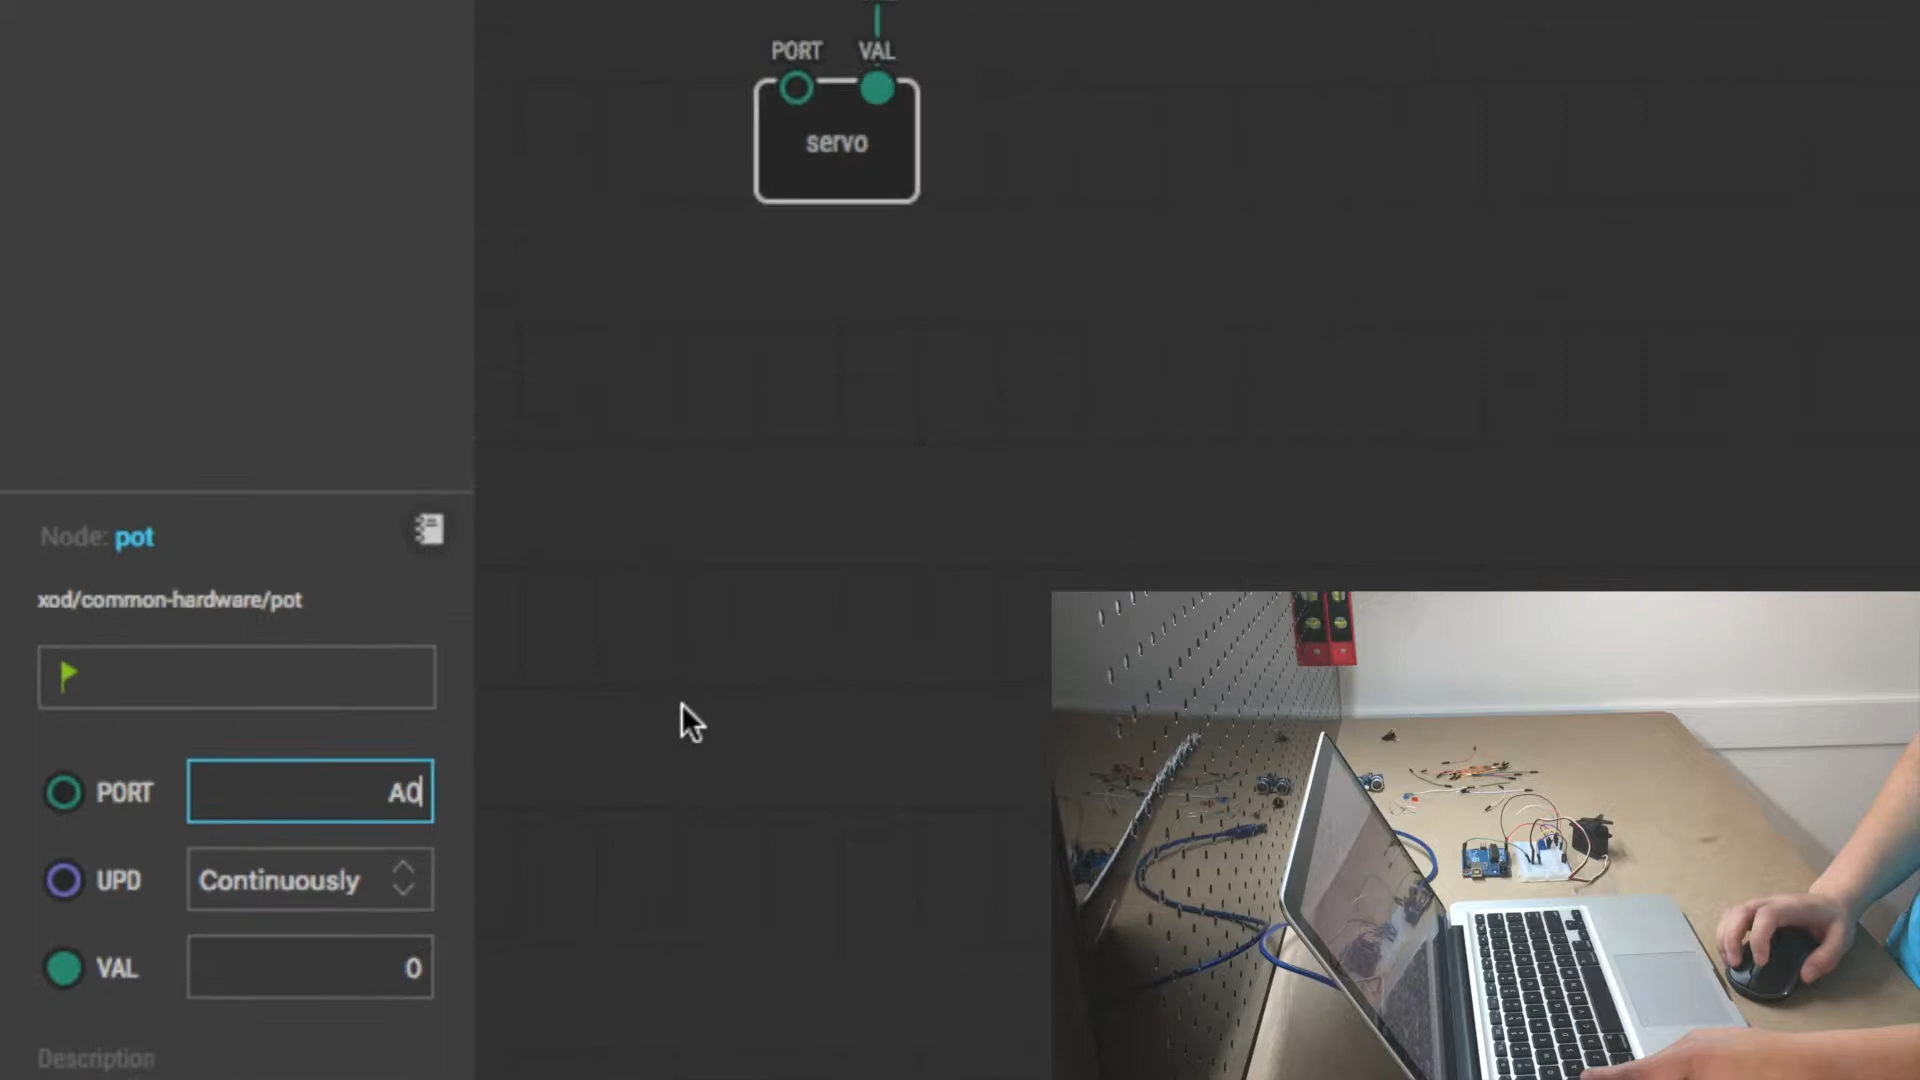 PORT VAL
servo
Node: pot
xod/common-hardware/pot
PORT A0
UPD Continuously
VAL 0
Description